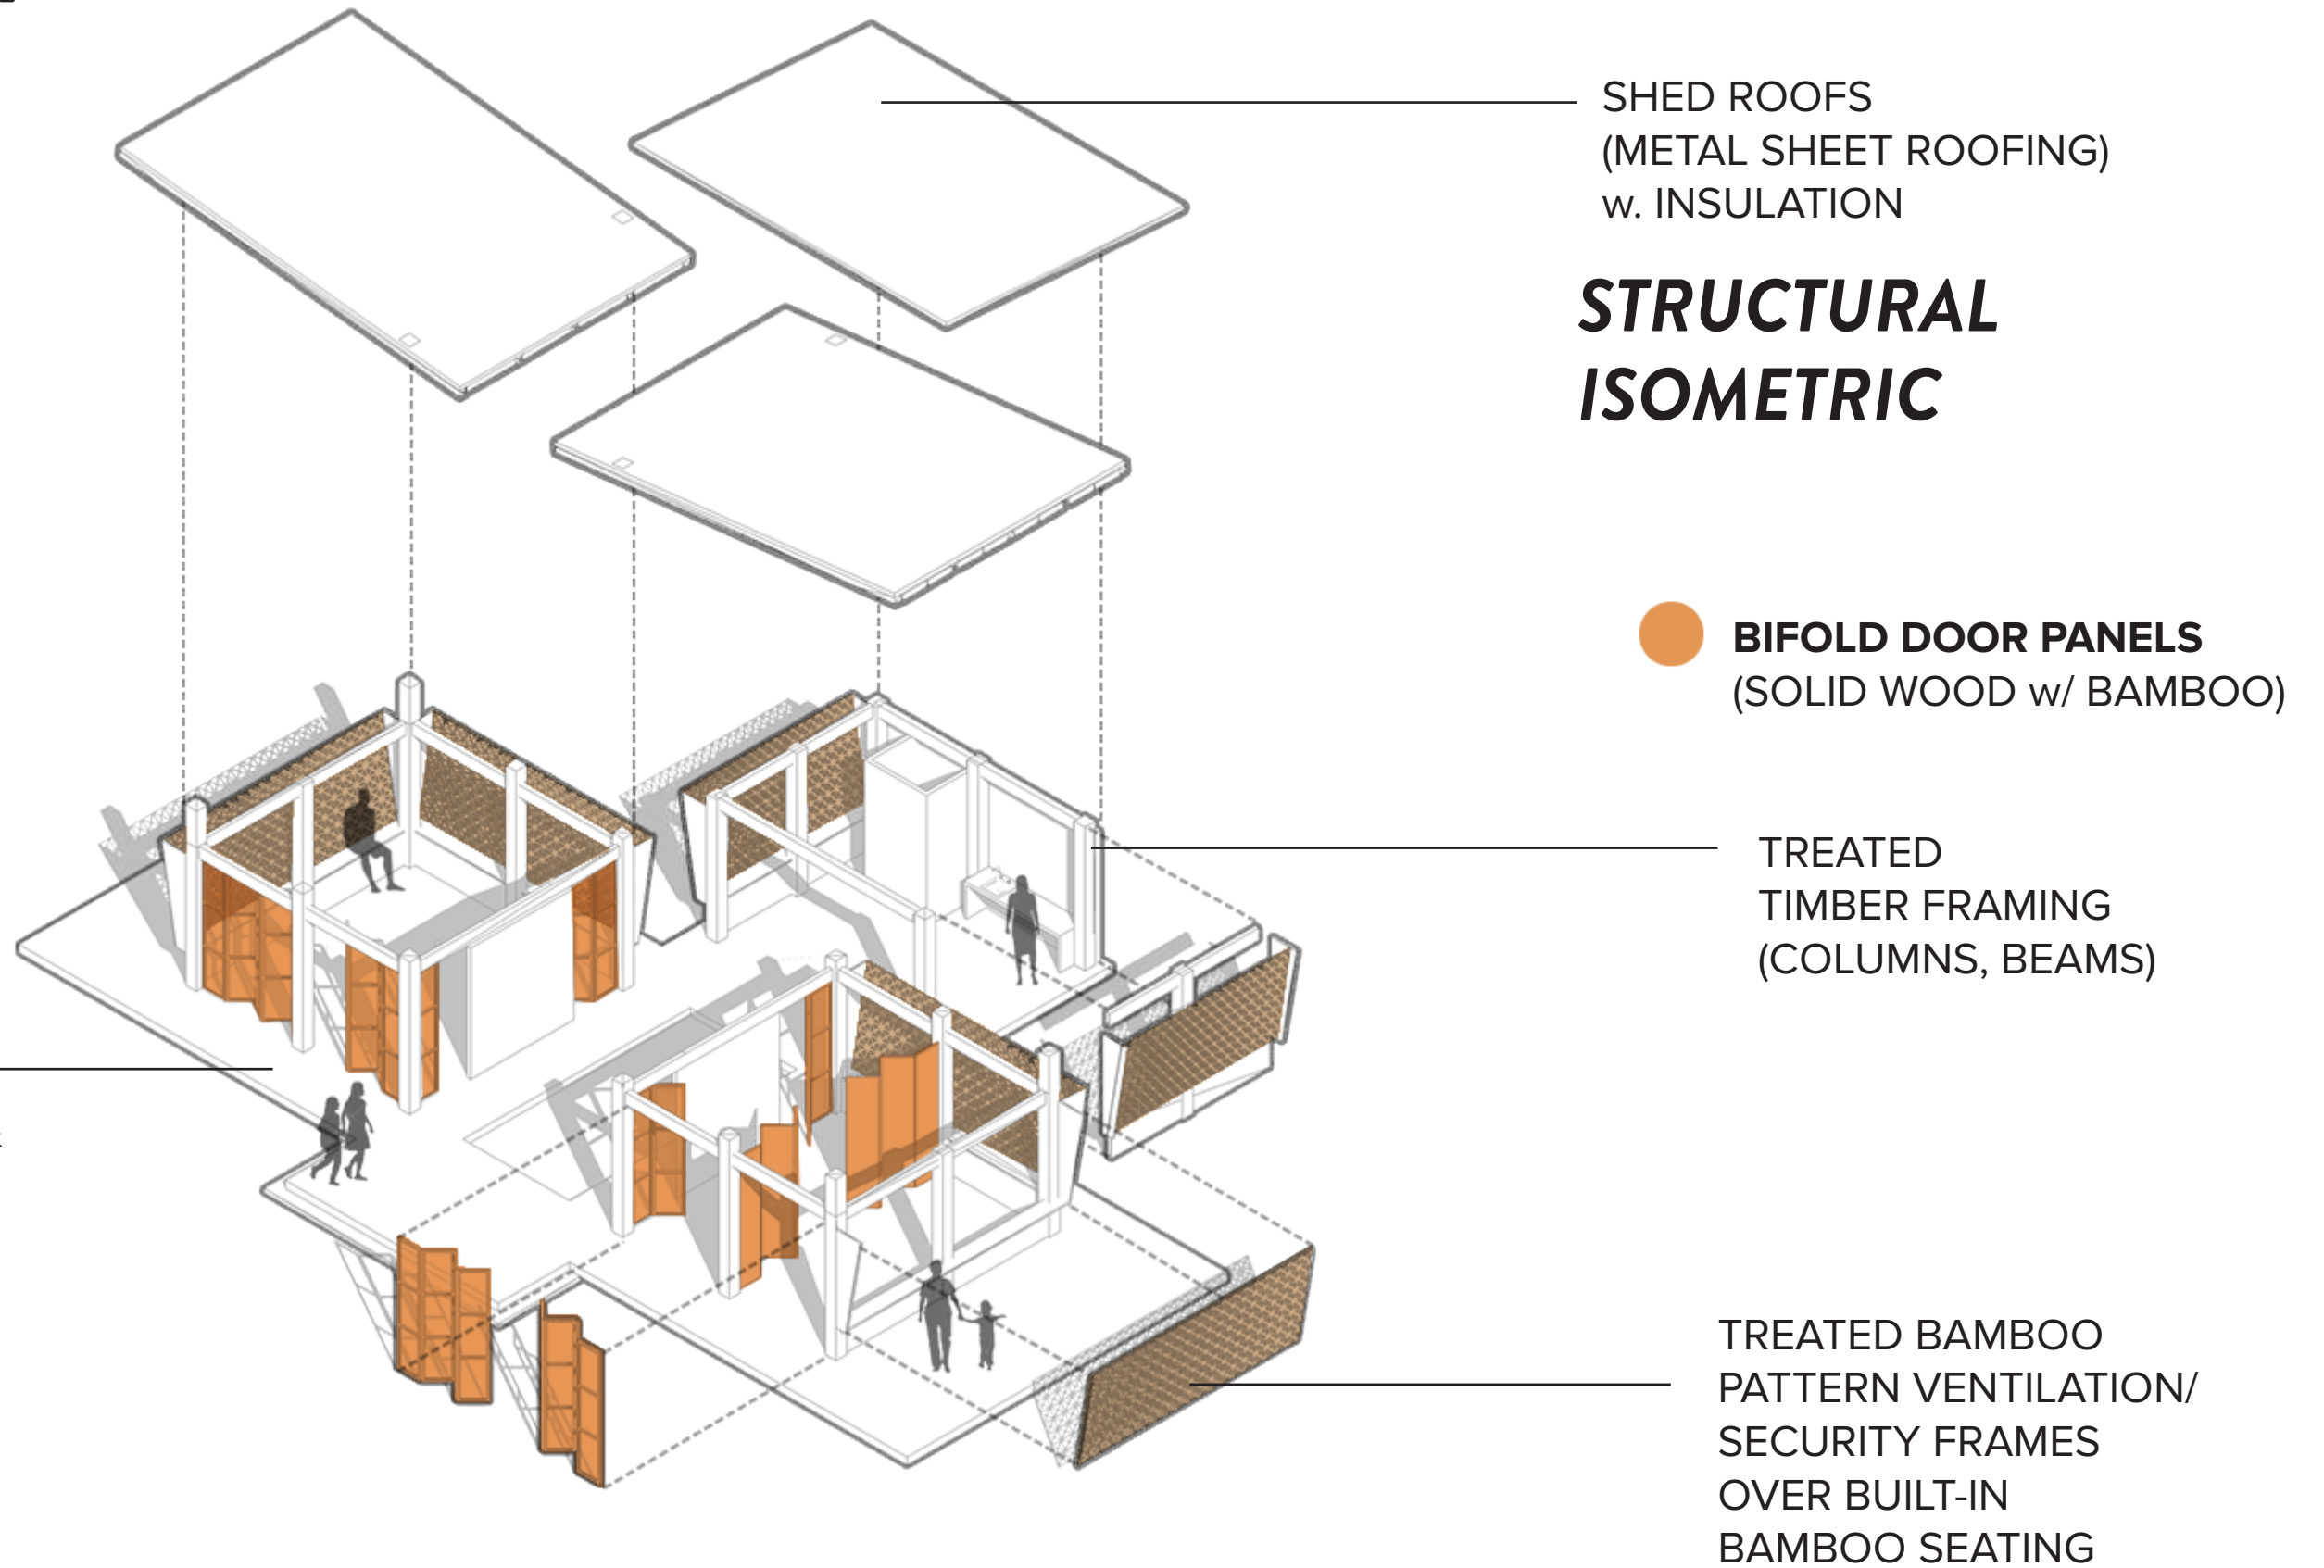 SHED ROOFS
(METAL SHEET ROOFING)
w. INSULATION
STRUCTURAL
ISOMETRIC
BIFOLD DOOR PANELS
(SOLID WOOD w/ BAMBOO)
TREATED
TIMBER FRAMING
(COLUMNS, BEAMS)
TREATED BAMBOO
PATTERN VENTILATION/
SECURITY FRAMES
OVER BUILT-IN
BAMBOO SEATING